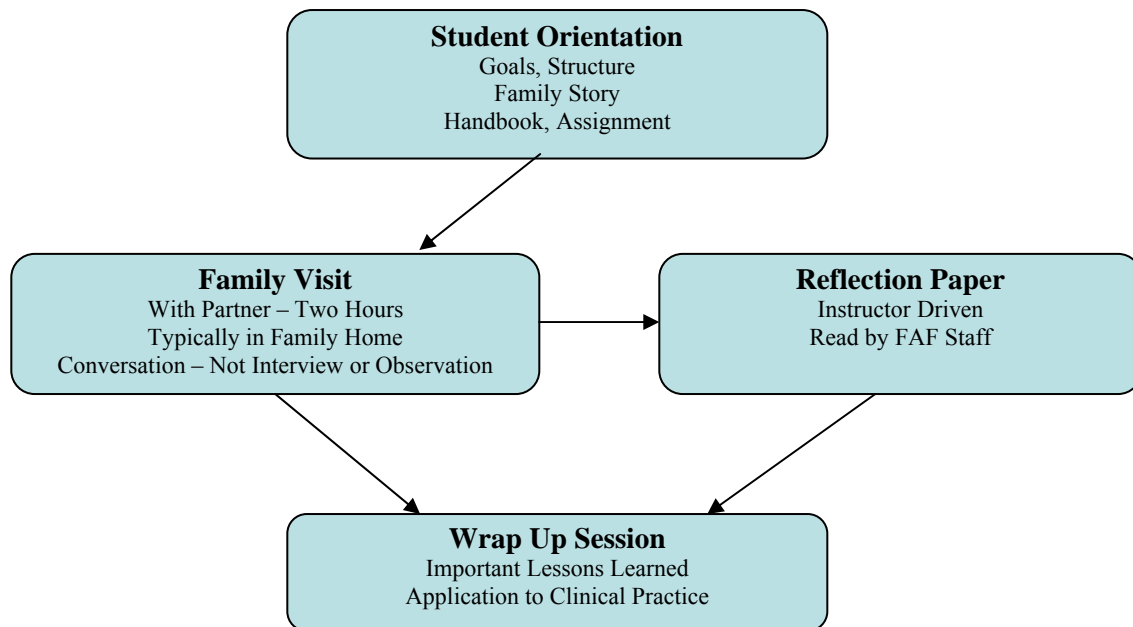 Student Orientation
Goals, Structure
Family Story
Handbook, Assignment
Family Visit
With Partner – Two Hours
Typically in Family Home
Conversation – Not Interview or Observation
Reflection Paper
Instructor Driven
Read by FAF Staff
Wrap Up Session
Important Lessons Learned
Application to Clinical Practice